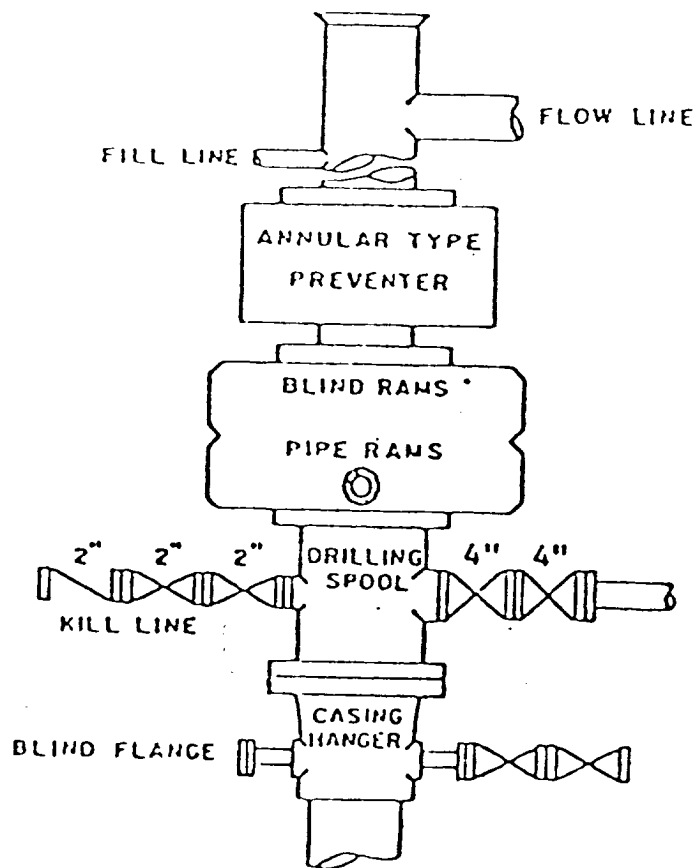 FLOW LINE
FILL LINE
ANNULAR TYPE
PREVENTER
BLIND RAMS
PIPE RAMS
2" 2" 2"
DRILLING
SPOOL
4" 4"
KILL LINE
CASING
HANGER
BLIND FLANGE